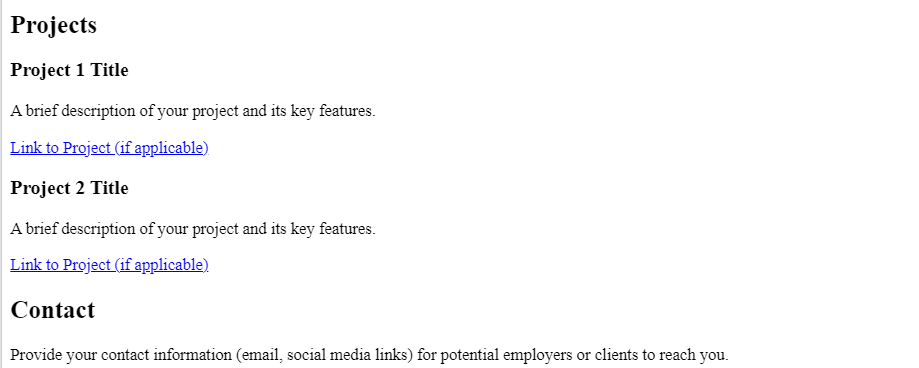 Projects
Project 1 Title
A brief description of your project and its key features.
Link to Project (if applicable)
Project 2 Title
A brief description of your project and its key features.
Link to Project (if applicable)
Contact
Provide your contact information (email, social media links) for potential employers or clients to reach you.